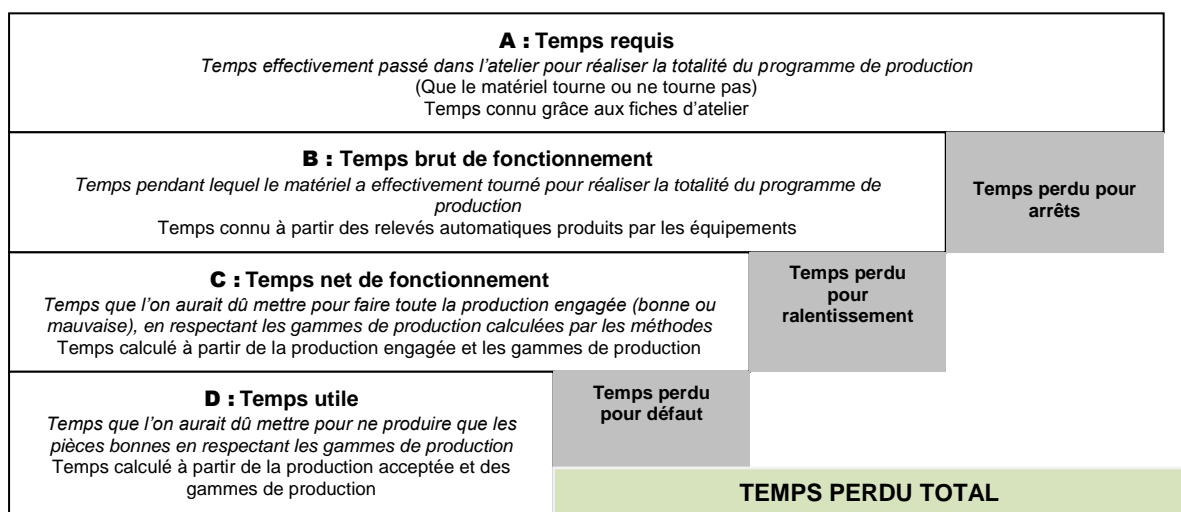 A : Temps requis
Temps effectivement passé dans l'atelier pour réaliser la totalité du programme de production
(Que le matériel tourne ou ne tourne pas)
Temps connu grâce aux fiches d'atelier
B : Temps brut de fonctionnement
Temps pendant lequel le matériel a effectivement tourné pour réaliser la totalité du programme de
production
Temps connu à partir des relevés automatiques produits par les équipements
Temps perdu pour
arrêts
C : Temps net de fonctionnement
Temps que l'on aurait dû mettre pour faire toute la production engagée (bonne ou
mauvaise), en respectant les gammes de production calculées par les méthodes
Temps calculé à partir de la production engagée et les gammes de production
Temps perdu
pour
ralentissement
D : Temps utile
Temps que l'on aurait dû mettre pour ne produire que les
pièces bonnes en respectant les gammes de production
Temps calculé à partir de la production acceptée et des
gammes de production
Temps perdu
pour défaut
TEMPS PERDU TOTAL